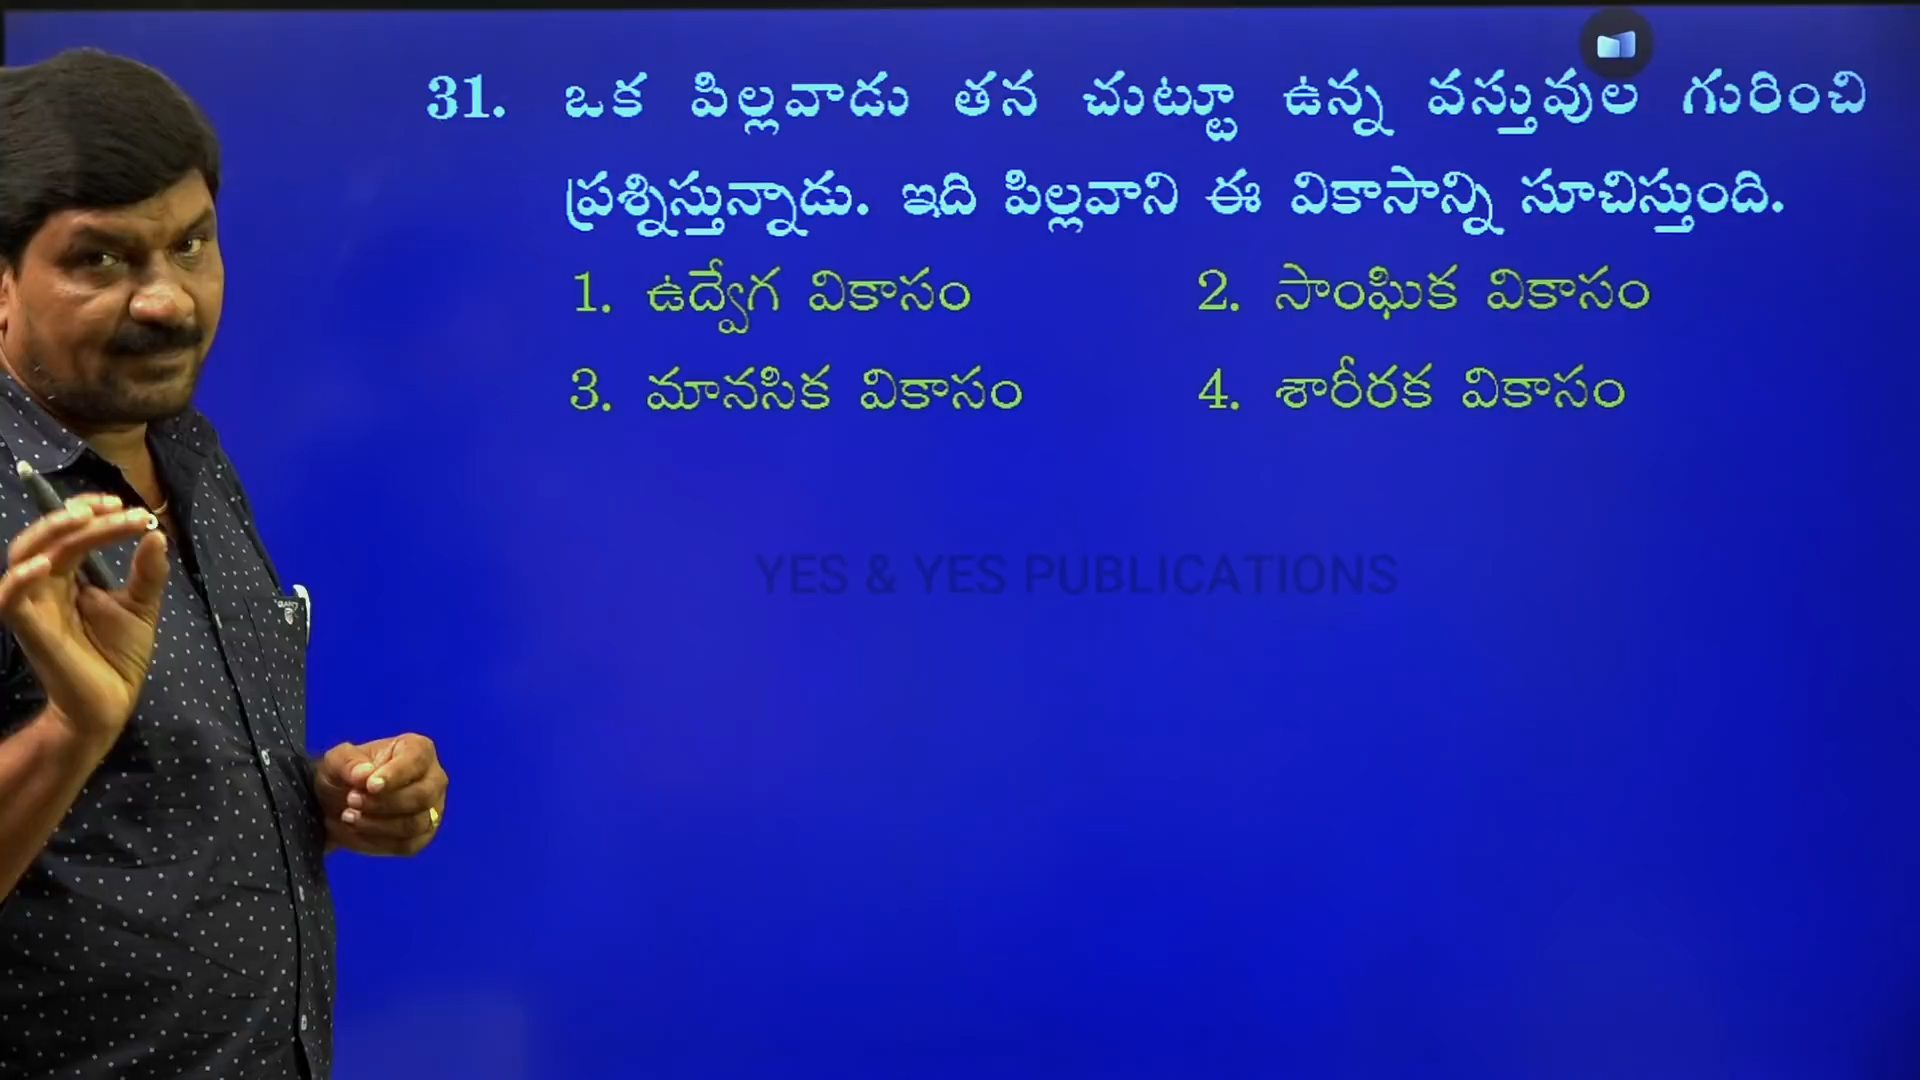 31. ఒక పిల్లవాడు తన చుట్టూ ఉన్న వస్తువుల గురించి
ప్రశ్నిస్తున్నాడు. ఇది పిల్లవాని ఈ వికాసాన్ని సూచిస్తుంది.
1. ఉద్వేగ వికాసం 2. సాంఘిక వికాసం
3. మానసిక వికాసం 4. శారీరక వికాసం
YES & YES PUBLICATIONS